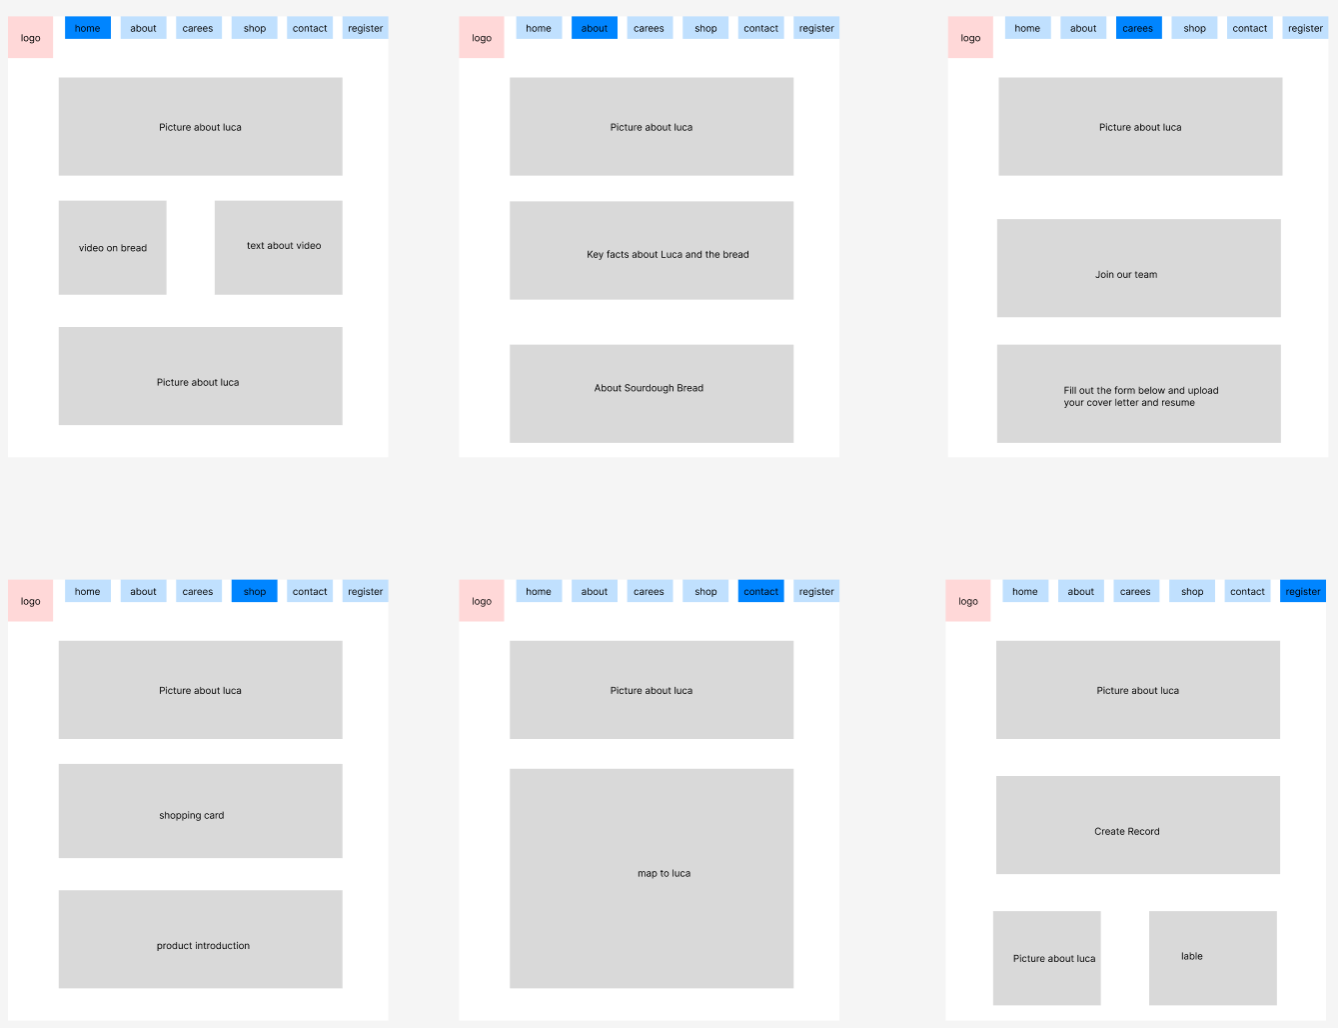 logo
home
about
carees
shop
contact
register
Picture about luca
video on bread
text about video
Picture about luca
logo
home
about
carees
shop
contact
register
Picture about luca
Key facts about Luca and the bread
About Sourdough Bread
logo
home
about
carees
shop
contact
register
Picture about luca
Join our team
Fill out the form below and upload
your cover letter and resume
logo
home
about
carees
shop
contact
register
Picture about luca
shopping card
product introduction
logo
home
about
carees
shop
contact
register
Picture about luca
map to luca
logo
home
about
carees
shop
contact
register
Picture about luca
Create Record
Picture about luca
lable